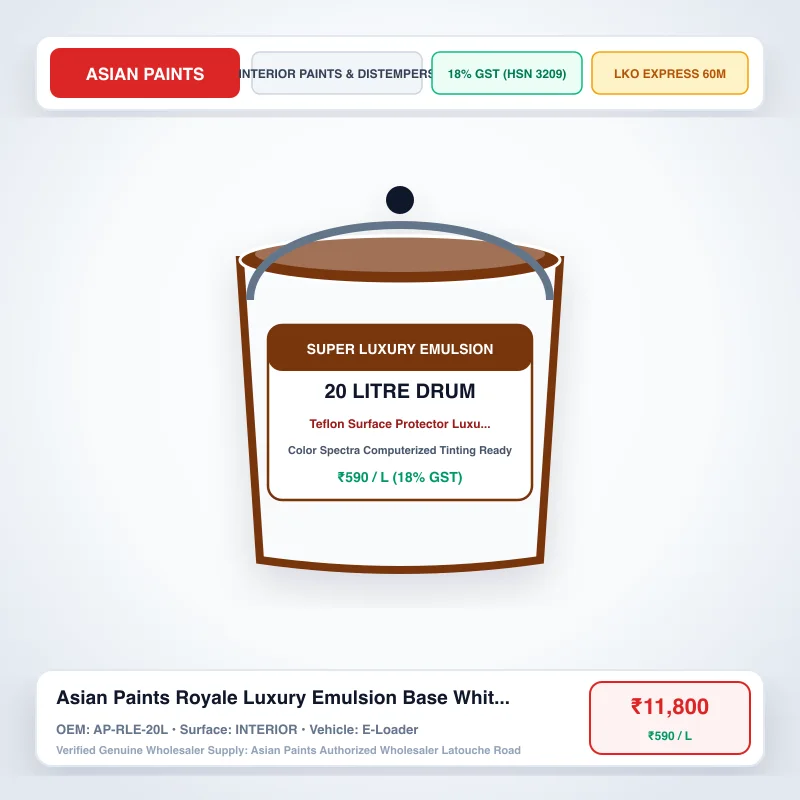 ASIAN PAINTS
INTERIOR PAINTS & DISTEMPERS
18% GST (HSN 3209)
LKO EXPRESS 60M
SUPER LUXURY EMULSION
20 LITRE DRUM
Teflon Surface Protector Luxu...
Color Spectra Computerized Tinting Ready
₹590 / L (18% GST)
Asian Paints Royale Luxury Emulsion Base Whit...
OEM: AP-RLE-20L • Surface: INTERIOR • Vehicle: E-Loader
Verified Genuine Wholesaler Supply: Asian Paints Authorized Wholesaler Latouche Road
₹11,800
₹590 / L